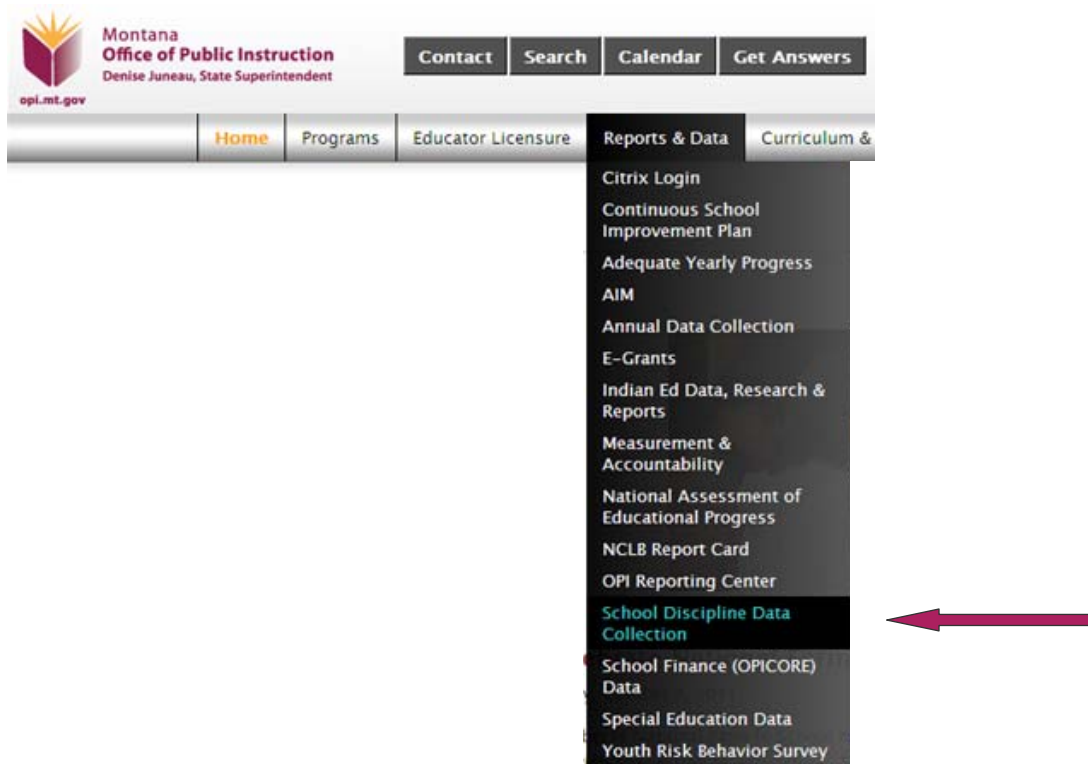 Montana
Office of Public Instruction
Denise Juneau, State Superintendent
opi.mt.gov
Contact Search Calendar Get Answers
Home Programs Educator Licensure Reports & Data Curriculum &
Citrix Login
Continuous School
Improvement Plan
Adequate Yearly Progress
AIM
Annual Data Collection
E-Grants
Indian Ed Data, Research &
Reports
Measurement &
Accountability
National Assessment of
Educational Progress
NCLB Report Card
OPI Reporting Center
School Discipline Data
Collection
School Finance (OPICORE)
Data
Special Education Data
Youth Risk Behavior Survey